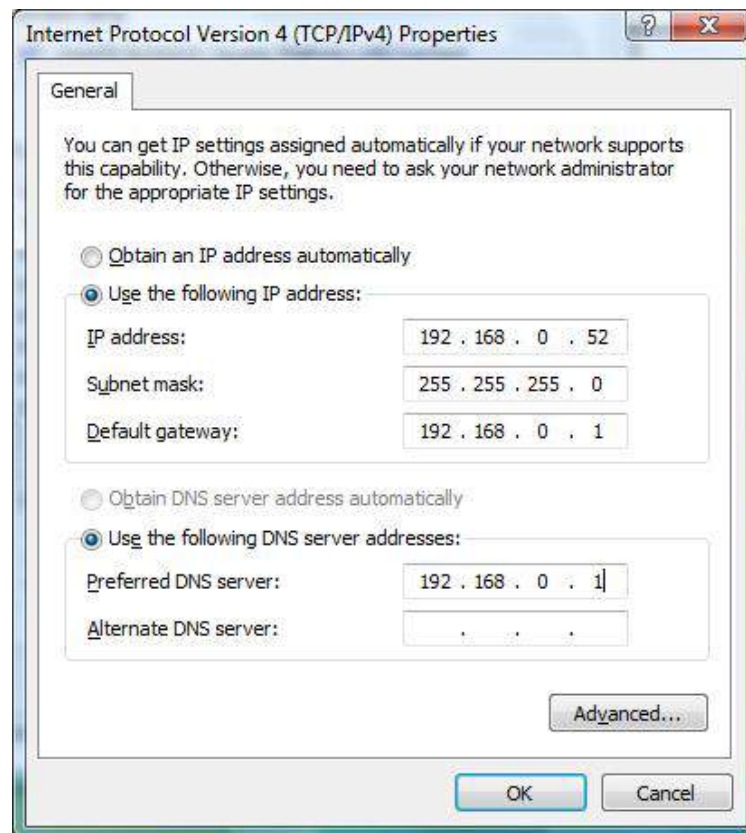 Internet Protocol Version 4 (TCP/IPv4) Properties
General
You can get IP settings assigned automatically if your network supports
this capability. Otherwise, you need to ask your network administrator
for the appropriate IP settings.
Obtain an IP address automatically
Use the following IP address:
IP address: 192 . 168 . 0 . 52
Subnet mask: 255 . 255 . 255 . 0
Default gateway: 192 . 168 . 0 . 1
Obtain DNS server address automatically
Use the following DNS server addresses:
Preferred DNS server: 192 . 168 . 0 . 1
Alternate DNS server: . . .
Advanced...
OK Cancel